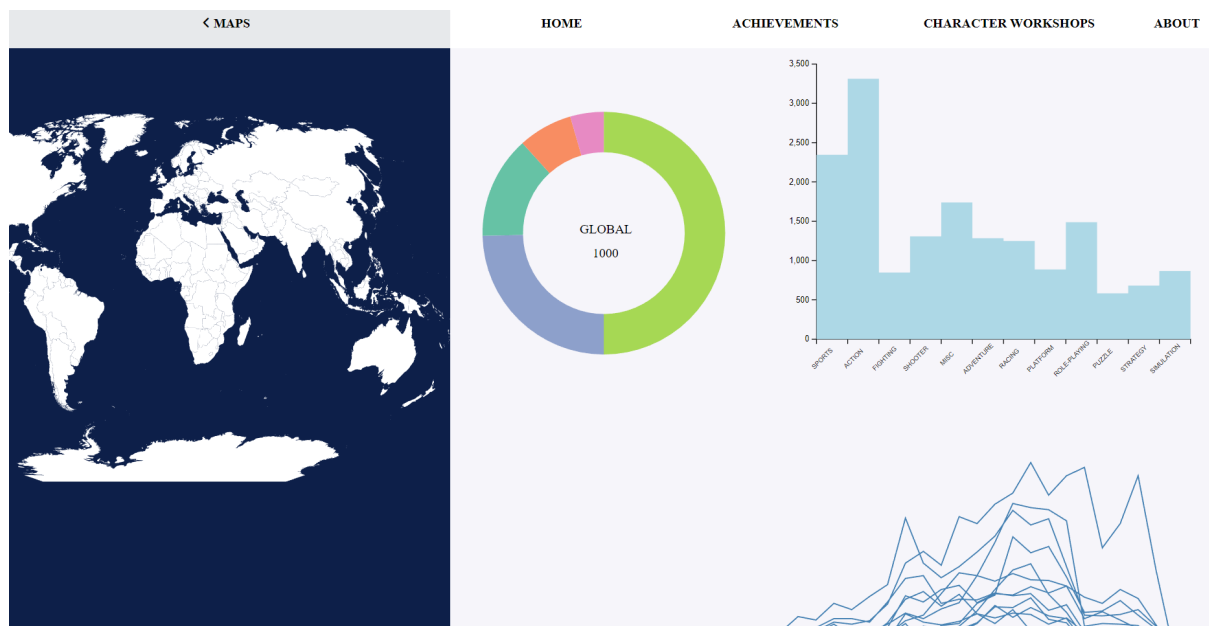 MAPS
HOME
ACHIEVEMENTS
CHARACTER WORKSHOPS
ABOUT
GLOBAL
1000
3,500
3,000
2,500
2,000
1,500
1,000
500
0
SPORTS
ACTION
FIGHTING
SHOOTER
MISC
ADVENTURE
RACING
PLATFORM
ROLE-PLAYING
PUZZLE
STRATEGY
SIMULATION